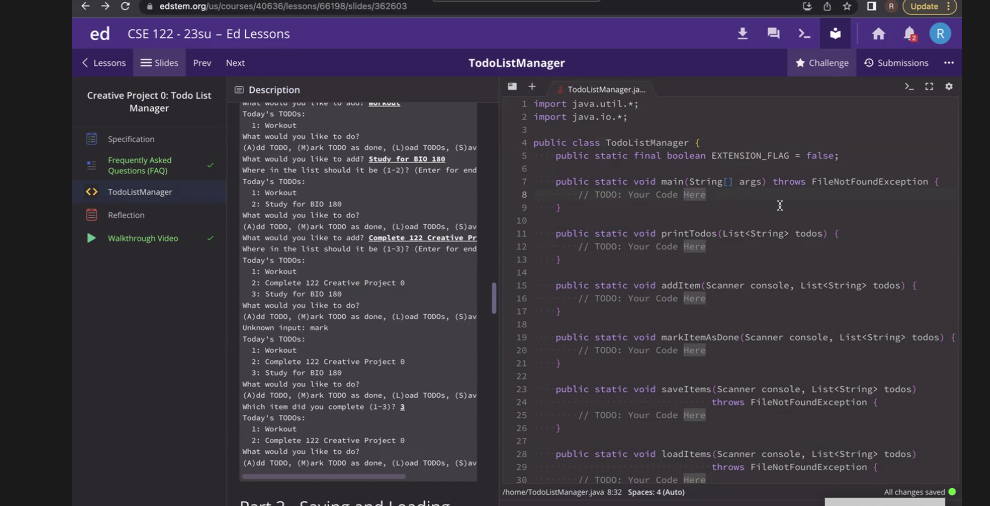 edstem.org/us/courses/40636/lessons/66198/slides/362603
R
Update
ed
CSE 122 - 23su – Ed Lessons
2
R
Lessons
Slides
Prev
Next
TodoListManager
Challenge
Submissions
Creative Project 0: Todo List
Manager
Specification
Frequently Asked
Questions (FAQ)
TodoListManager
Reflection
Walkthrough Video
Description
What would you like to add? Workout
Today's TODOs:
1: Workout
What would you like to do?
(A)dd TODO, (M)ark TODO as done, (L)oad TODOs, (S)av
What would you like to add? Study for BIO 180
Where in the list should it be (1-2)? (Enter for end
Today's TODOs:
1: Workout
2: Study for BIO 180
What would you like to do?
(A)dd TODO, (M)ark TODO as done, (L)oad TODOs, (S)av
What would you like to add? Complete 122 Creative Pr
Where in the list should it be (1-3)? (Enter for end
Today's TODOs:
1: Workout
2: Complete 122 Creative Project 0
3: Study for BIO 180
What would you like to do?
(A)dd TODO, (M)ark TODO as done, (L)oad TODOs, (S)av
Unknown input: mark
Today's TODOs:
1: Workout
2: Complete 122 Creative Project 0
3: Study for BIO 180
What would you like to do?
(A)dd TODO, (M)ark TODO as done, (L)oad TODOs, (S)av
Which item did you complete (1-3)? 3
Today's TODOs:
1: Workout
2: Complete 122 Creative Project 0
What would you like to do?
(A)dd TODO, (M)ark TODO as done, (L)oad TODOs, (S)av
TodoListManager.ja...
1 import java.util.*;
2 import java.io.*;
3
4 public class TodoListManager {
5 public static final boolean EXTENSION_FLAG = false;
6
7 public static void main(String[] args) throws FileNotFoundException {
8 // TODO: Your Code Here
9 }
10
11 public static void printTodos(List<String> todos) {
12 // TODO: Your Code Here
13 }
14
15 public static void addItem(Scanner console, List<String> todos) {
16 // TODO: Your Code Here
17 }
18
19 public static void markItemAsDone(Scanner console, List<String> todos) {
20 // TODO: Your Code Here
21 }
22
23 public static void saveItems(Scanner console, List<String> todos)
24 throws FileNotFoundException {
25 // TODO: Your Code Here
26 }
27
28 public static void loadItems(Scanner console, List<String> todos)
29 throws FileNotFoundException {
30 // TODO: Your Code Here
/home/TodoListManager.java 8:32 Spaces: 4 (Auto)
All changes saved